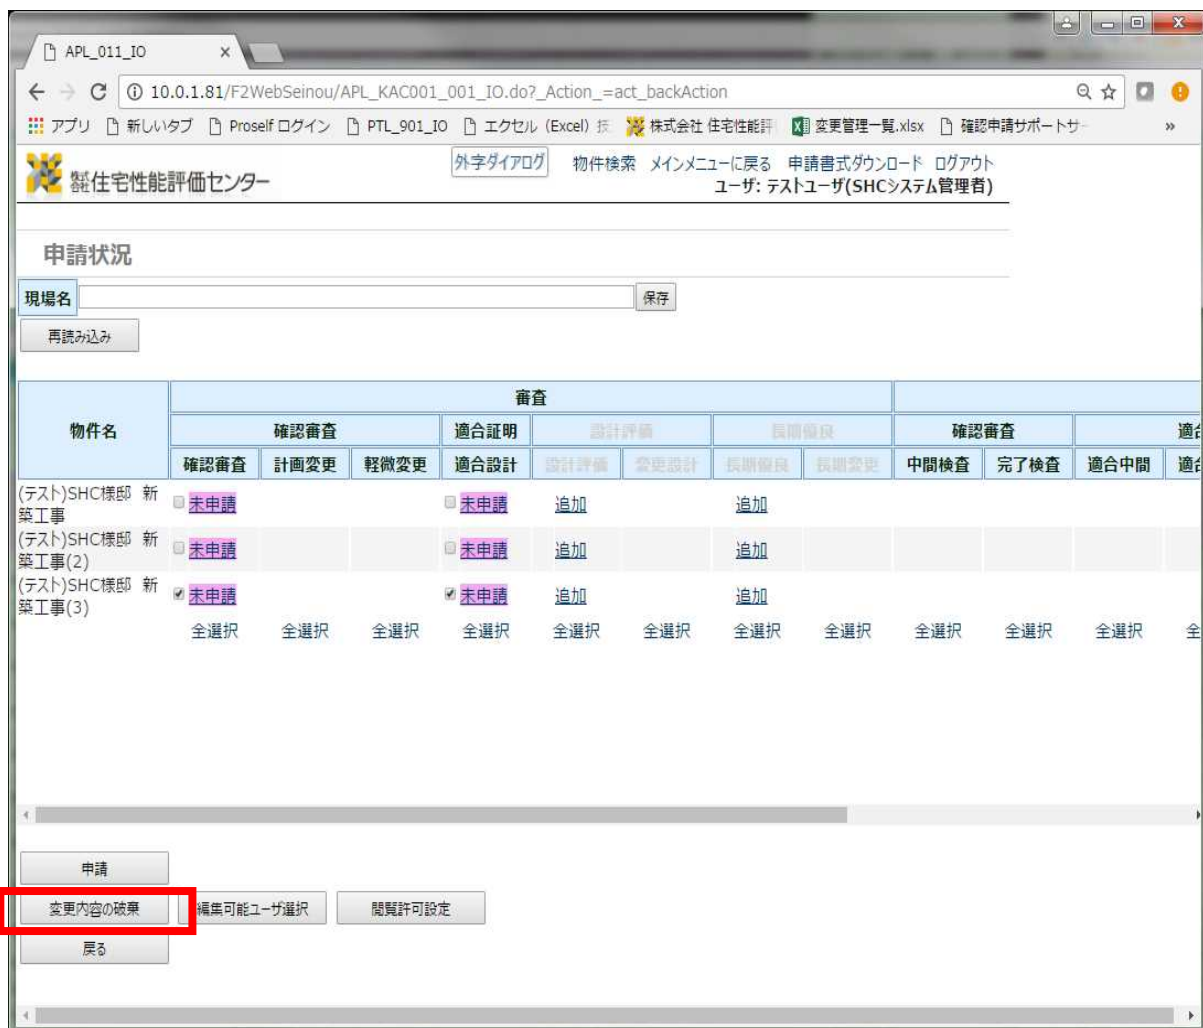 APL_011_IO
10.0.1.81/F2WebSeinou/APL_KAC001_001_IO.do?_Action_=act_backAction
アプリ 新しいタブ Proself ログイン PTL_901_IO エクセル (Excel) 技 株式会社 住宅性能評 変更管理一覧.xlsx 確認申請サポートサ
株式会社住宅性能評価センター
外字ダイアログ 物件検索 メインメニューに戻る 申請書式ダウンロード ログアウト
ユーザ: テストユーザ(SHCシステム管理者)
申請状況
現場名 保存
再読み込み
審査
物件名 確認審査 適合証明 設計評価 長期優良 確認審査 適合
確認審査 計画変更 軽微変更 適合設計 設計評価 変更設計 長期優良 長期変更 中間検査 完了検査 適合中間 適合
(テスト)SHC様邸 新
築工事
未申請 未申請 追加 追加
(テスト)SHC様邸 新
築工事(2)
未申請 未申請 追加 追加
(テスト)SHC様邸 新
築工事(3)
未申請 未申請 追加 追加
全選択 全選択 全選択 全選択 全選択 全選択 全選択 全選択 全選択 全選択 全選択 全
申請
変更内容の破棄 編集可能ユーザ選択 閲覧許可設定
戻る